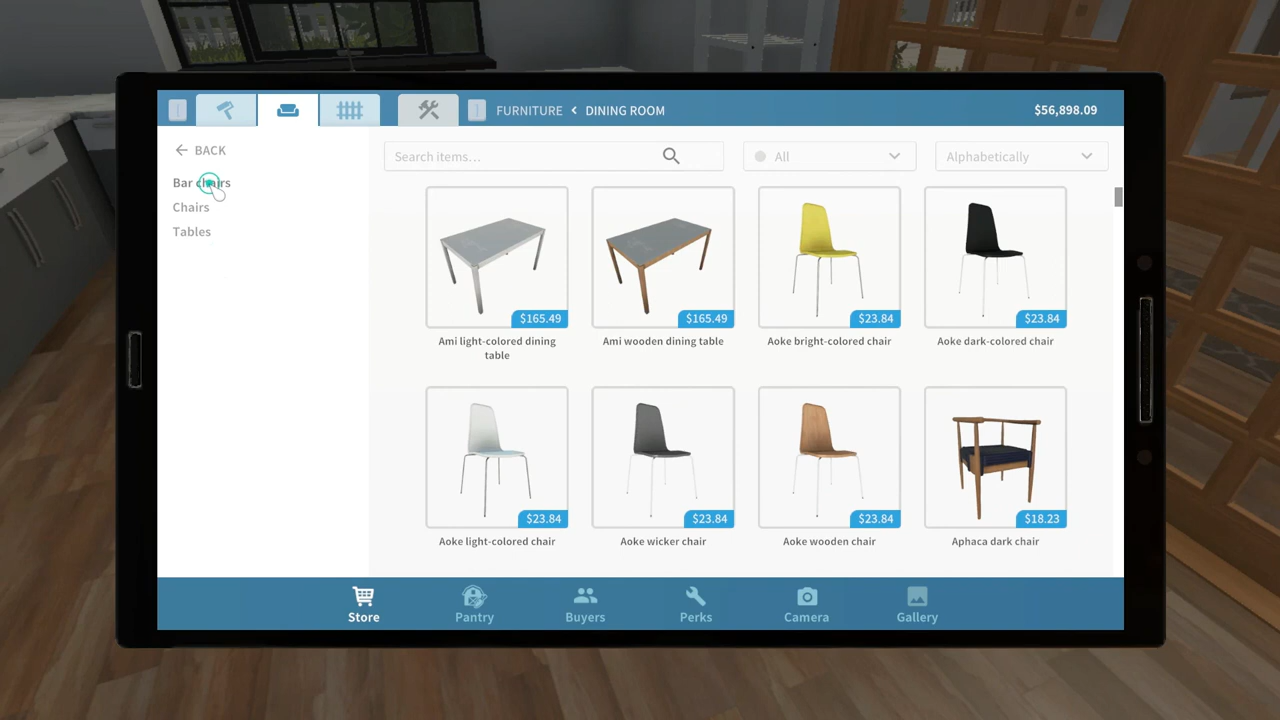 FURNITURE < DINING ROOM
$56,898.09
BACK
Search items...
All
Alphabetically
Bar chairs
Chairs
Tables
$165.49
$165.49
$23.84
$23.84
Ami light-colored dining
table
Ami wooden dining table
Aoke bright-colored chair
Aoke dark-colored chair
$23.84
$23.84
$23.84
$18.23
Aoke light-colored chair
Aoke wicker chair
Aoke wooden chair
Aphaca dark chair
Store
Pantry
Buyers
Perks
Camera
Gallery